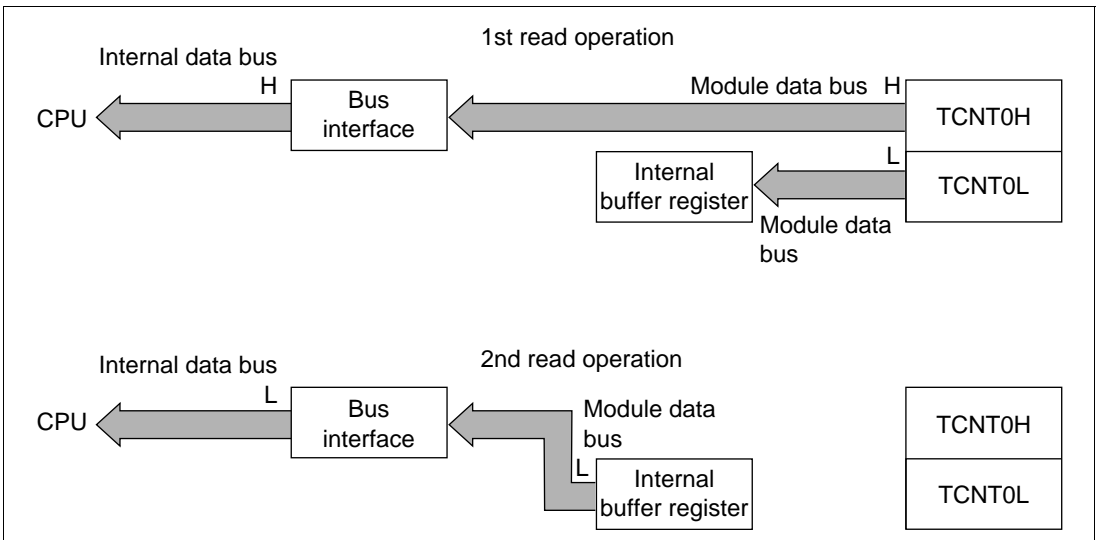 1st read operation
Internal data bus
H
CPU
Bus
interface
Module data bus H
TCNT0H
L
Internal
buffer register
TCNT0L
Module data
bus
2nd read operation
Internal data bus
L
CPU
Bus
interface
Module data
bus
TCNT0H
L
Internal
buffer register
TCNT0L